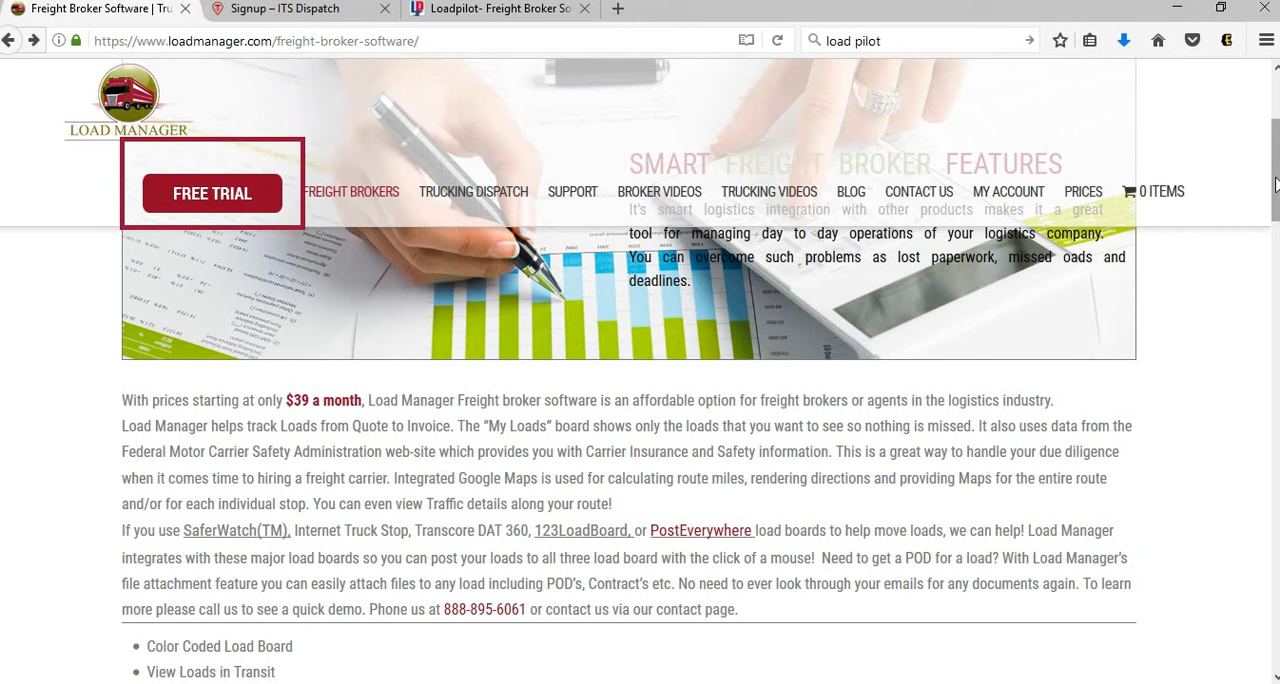 Freight Broker Software | Tru
Signup – ITS Dispatch
Loadpilot- Freight Broker So
https://www.loadmanager.com/freight-broker-software/
load pilot
LOAD MANAGER
SMART FREIGHT BROKER FEATURES
FREE TRIAL
FREIGHT BROKERS
TRUCKING DISPATCH
SUPPORT
BROKER VIDEOS
TRUCKING VIDEOS
BLOG
CONTACT US
MY ACCOUNT
PRICES
0 ITEMS
It's smart logistics integration with other products makes it a great
tool for managing day to day operations of your logistics company.
You can overcome such problems as lost paperwork, missed oads and
deadlines.
With prices starting at only $39 a month, Load Manager Freight broker software is an affordable option for freight brokers or agents in the logistics industry.
Load Manager helps track Loads from Quote to Invoice. The “My Loads” board shows only the loads that you want to see so nothing is missed. It also uses data from the
Federal Motor Carrier Safety Administration web-site which provides you with Carrier Insurance and Safety information. This is a great way to handle your due diligence
when it comes time to hiring a freight carrier. Integrated Google Maps is used for calculating route miles, rendering directions and providing Maps for the entire route
and/or for each individual stop. You can even view Traffic details along your route!
If you use SaferWatch(TM), Internet Truck Stop, Transcore DAT 360, 123LoadBoard, or PostEverywhere load boards to help move loads, we can help! Load Manager
integrates with these major load boards so you can post your loads to all three load board with the click of a mouse! Need to get a POD for a load? With Load Manager’s
file attachment feature you can easily attach files to any load including POD’s, Contract’s etc. No need to ever look through your emails for any documents again. To learn
more please call us to see a quick demo. Phone us at 888-895-6061 or contact us via our contact page.
Color Coded Load Board
View Loads in Transit